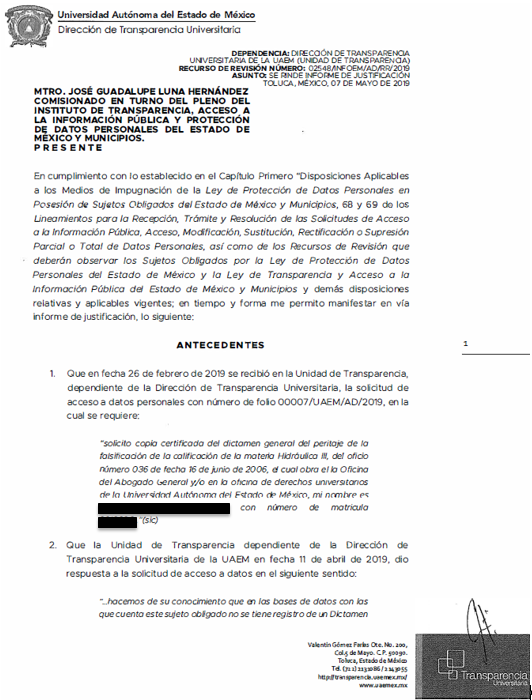 Universidad Autónoma del Estado de México
Dirección de Transparencia Universitaria
DEPENDENCIA: DIRECCIÓN DE TRANSPARENCIA
UNIVERSITARIA DE LA UAEM (UNIDAD DE TRANSPARENCIA)
RECURSO DE REVISIÓN NÚMERO: 02548/INFOEM/AD/RR/2019
ASUNTO: SE RINDE INFORME DE JUSTIFICACIÓN
TOLUCA, MÉXICO, 07 DE MAYO DE 2019
MTRO. JOSÉ GUADALUPE LUNA HERNÁNDEZ
COMISIONADO EN TURNO DEL PLENO DEL
INSTITUTO DE TRANSPARENCIA, ACCESO A
LA INFORMACIÓN PÚBLICA Y PROTECCIÓN
DE DATOS PERSONALES DEL ESTADO DE
MÉXICO Y MUNICIPIOS.
P R E S E N T E
En cumplimiento con lo establecido en el Capítulo Primero "Disposiciones Aplicables
a los Medios de Impugnación de la Ley de Protección de Datos Personales en
Posesión de Sujetos Obligados del Estado de México y Municipios, 68 y 69 de los
Lineamientos para la Recepción, Trámite y Resolución de las Solicitudes de Acceso
a la Información Pública, Acceso, Modificación, Sustitución, Rectificación o Supresión
Parcial o Total de Datos Personales, así como de los Recursos de Revisión que
deberán observar los Sujetos Obligados por la Ley de Protección de Datos
Personales del Estado de México y la Ley de Transparencia y Acceso a la
Información Pública del Estado de México y Municipios y demás disposiciones
relativas y aplicables vigentes; en tiempo y forma me permito manifestar en vía
informe de justificación, lo siguiente:
ANTECEDENTES
1
1. Que en fecha 26 de febrero de 2019 se recibió en la Unidad de Transparencia,
dependiente de la Dirección de Transparencia Universitaria, la solicitud de
acceso a datos personales con número de folio 00007/UAEM/AD/2019, en la
cual se requiere:
"solicito copia certificada del dictamen general del peritaje de la
falsificación de la calificación de la materia Hidráulica III, del oficio
número 036 de fecha 16 de junio de 2006, el cual obra el la Oficina
del Abogado General y/o en la oficina de derechos universitarios
de la Universidad Autónoma del Estado de México, mi nombre es
con número de matricula
"(sic)
2. Que la Unidad de Transparencia dependiente de la Dirección de
Transparencia Universitaria de la UAEM en fecha 11 de abril de 2019, dio
respuesta a la solicitud de acceso a datos en el siguiente sentido:
"...hacemos de su conocimiento que en las bases de datos con las
que cuenta este sujeto obligado no se tiene registro de un Dictamen
Valentín Gómez Farías Ote. No. 200,
Col. 5 de Mayo. C.P. 50090.
Toluca, Estado de México
Tel. (722) 2131086 / 2143055
http://transparencia.uaemex.mx/
www.uaemex.mx
Transparencia
Universitaria